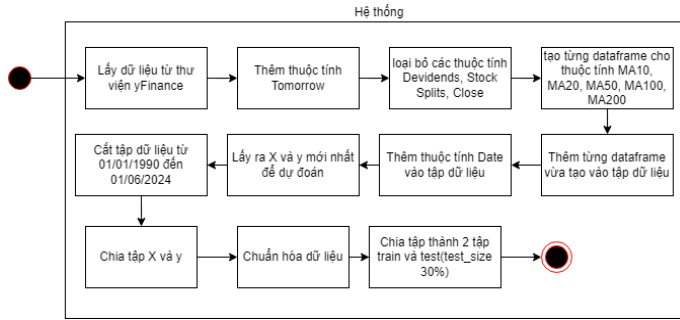 Hệ thống
Lấy dữ liệu từ thư
viện yFinance
Thêm thuộc tính
Tomorrow
loại bỏ các thuộc tính
Devidends, Stock
Splits, Close
tạo từng dataframe cho
thuộc tính MA10,
MA20, MA50, MA100,
MA200
Thêm từng dataframe
vừa tạo vào tập dữ liệu
Thêm thuộc tính Date
vào tập dữ liệu
Lấy ra X và y mới nhất
để dự đoán
Cắt tập dữ liệu từ
01/01/1990 đến
01/06/2024
Chia tập X và y
Chuẩn hóa dữ liệu
Chia tập thành 2 tập
train và test(test_size
30%)